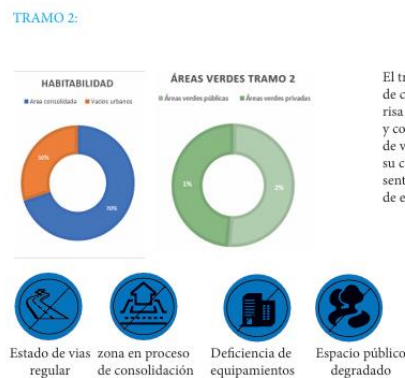 TRAMO 2:
HABITABILIDAD
Area consolidada Vacíos urbanos
30%
70%
ÁREAS VERDES TRAMO 2
Áreas verdes públicas Áreas verdes privadas
1%
2%
El tr
de c
risa
y co
de v
su c
sent
de e
Estado de vias
regular
zona en proceso
de consolidación
Deficiencia de
equipamientos
Espacio público
degradado